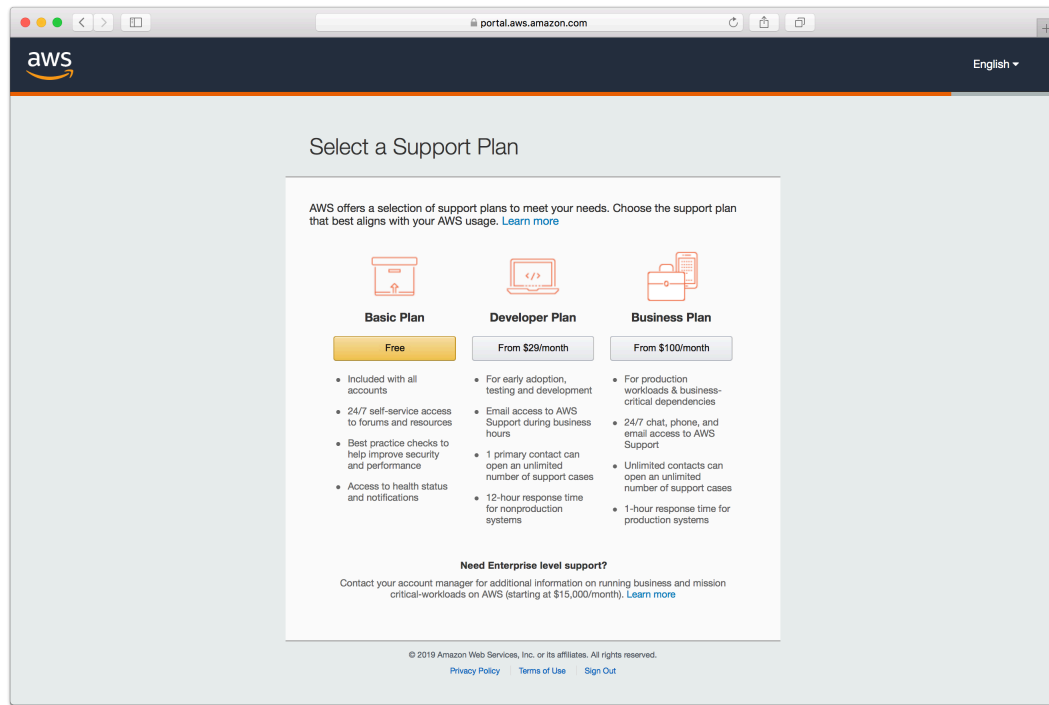 portal.aws.amazon.com
aws
English
Select a Support Plan
AWS offers a selection of support plans to meet your needs. Choose the support plan
that best aligns with your AWS usage. Learn more
</>
Basic Plan
Free
Included with all
accounts
24/7 self-service access
to forums and resources
Best practice checks to
help improve security
and performance
Access to health status
and notifications
Developer Plan
From $29/month
For early adoption,
testing and development
Email access to AWS
Support during business
hours
1 primary contact can
open an unlimited
number of support cases
12-hour response time
for nonproduction
systems
Business Plan
From $100/month
For production
workloads & business-
critical dependencies
24/7 chat, phone, and
email access to AWS
Support
Unlimited contacts can
open an unlimited
number of support cases
1-hour response time for
production systems
Need Enterprise level support?
Contact your account manager for additional information on running business and mission
critical-workloads on AWS (starting at $15,000/month). Learn more
© 2019 Amazon Web Services, Inc. or its affiliates. All rights reserved.
Privacy Policy Terms of Use Sign Out